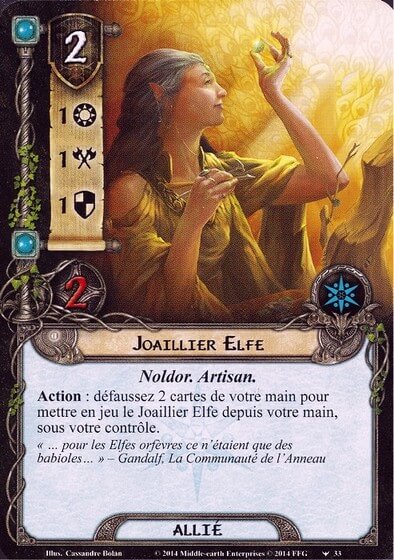 2
1
1
1
2
JOAILLIER ELFE
Noldor. Artisan.
Action : défaussez 2 cartes de votre main pour
mettre en jeu le Joaillier Elfe depuis votre main,
sous votre contrôle.
« … pour les Elfes orfèvres ce n'étaient que des
babioles… » – Gandalf, La Communauté de l'Anneau
ALLIÉ
Illus. Cassandre Bolan © 2014 Middle-earth Enterprises © 2014 FFG 33